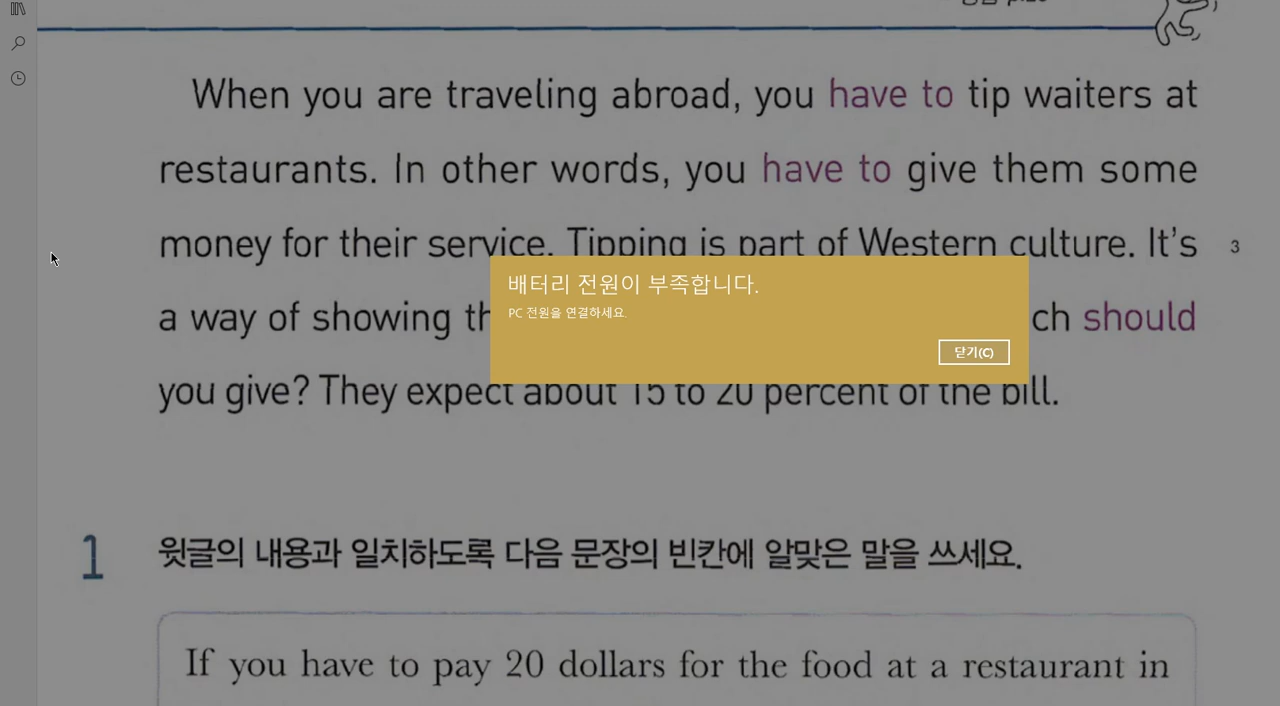 When you are traveling abroad, you have to tip waiters at
restaurants. In other words, you have to give them some
money for their service. Tipping is part of Western culture. It's
3
a way of showing
ch should
you give? They expect about 15 to 20 percent of the bill.
배터리 전원이 부족합니다.
PC 전원을 연결하세요.
닫기(C)
1 윗글의 내용과 일치하도록 다음 문장의 빈칸에 알맞은 말을 쓰세요.
If you have to pay 20 dollars for the food at a restaurant in